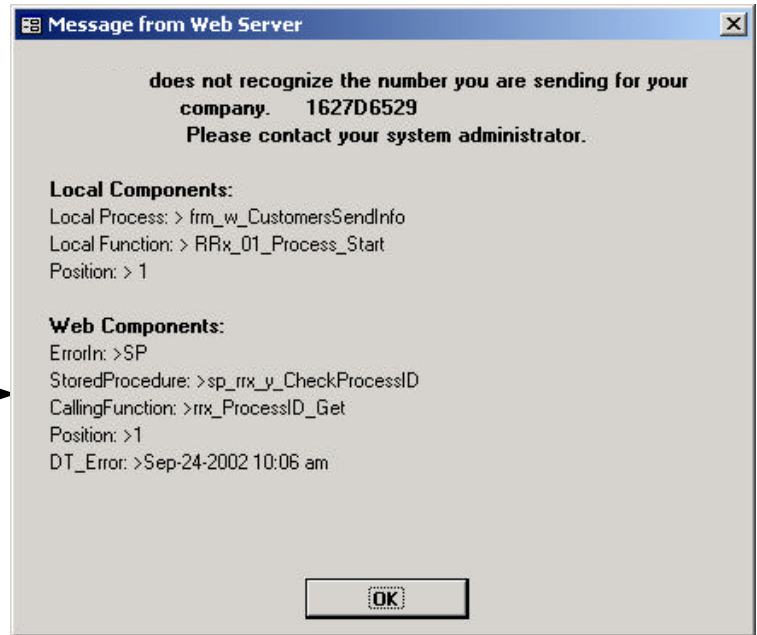 Message from Web Server
does not recognize the number you are sending for your
company. 1627D6529
Please contact your system administrator.
Local Components:
Local Process: > frm_w_CustomersSendInfo
Local Function: > RRx_01_Process_Start
Position: > 1
Web Components:
ErrorIn: >SP
StoredProcedure: >sp_rrx_y_CheckProcessID
CallingFunction: >rrx_ProcessID_Get
Position: >1
DT_Error: >Sep-24-2002 10:06 am
OK